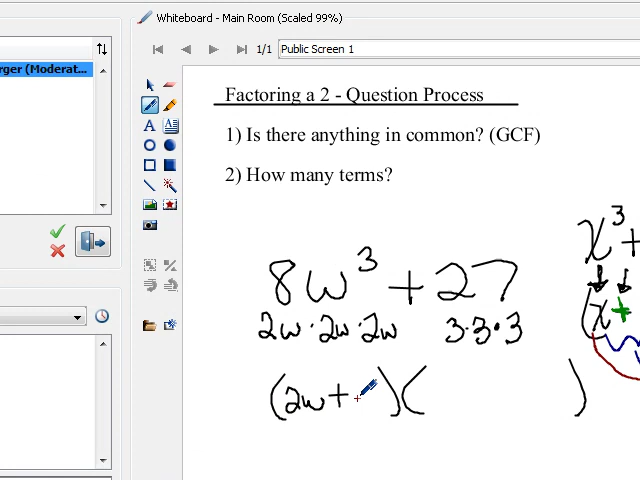 Whiteboard - Main Room (Scaled 99%)
1/1 Public Screen 1
rger (Moderat...
Factoring a 2 - Question Process
1) Is there anything in common? (GCF)
2) How many terms?
x³ +
8w³ + 27
2w · 2w · 2w 3·3·3
(x +
(2w + )( )